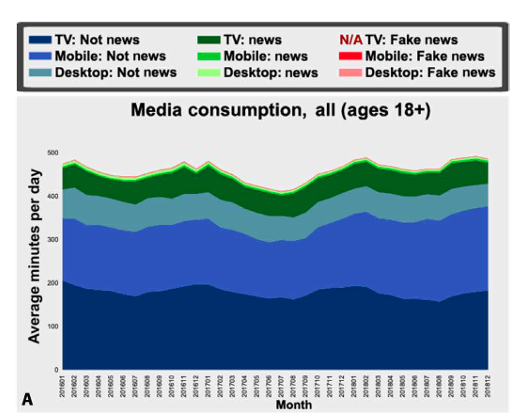 TV: Not news TV: news N/A TV: Fake news
Mobile: Not news Mobile: news Mobile: Fake news
Desktop: Not news Desktop: news Desktop: Fake news
Media consumption, all (ages 18+)
Average minutes per day
500
400
300
200
100
0
201601 201602 201603 201604 201605 201606 201607 201608 201609 201610 201611 201612 201701 201702 201703 201704 201705 201706 201707 201708 201709 201710 201711 201712 201801 201802 201803 201804 201805 201806 201808 201809 201810 201811 201812
Month
A